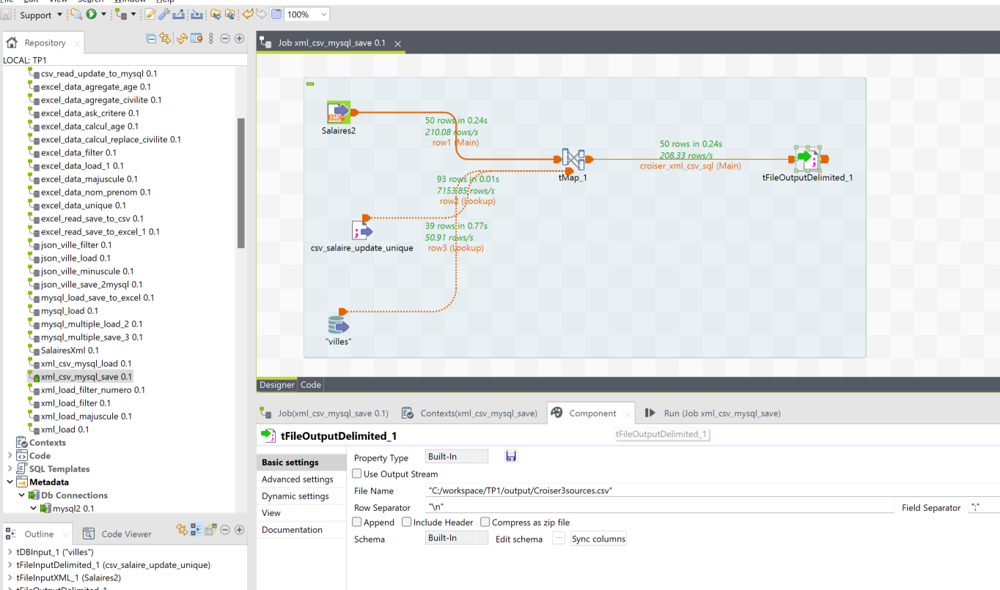 File Edit View Search Window Help
Support 100%
Repository
LOCAL: TP1
csv_read_update_to_mysql 0.1
excel_data_agregate_age 0.1
excel_data_agregate_civilite 0.1
excel_data_ask_critere 0.1
excel_data_calcul_age 0.1
excel_data_calcul_replace_civilite 0.1
excel_data_filter 0.1
excel_data_load_1 0.1
excel_data_majuscule 0.1
excel_data_nom_prenom 0.1
excel_data_unique 0.1
excel_read_save_to_csv 0.1
excel_read_save_to_excel_1 0.1
json_ville_filter 0.1
json_ville_load 0.1
json_ville_minuscule 0.1
json_ville_save_2mysql 0.1
mysql_load_save_to_excel 0.1
mysql_load 0.1
mysql_multiple_load_2 0.1
mysql_multiple_save_3 0.1
SalairesXml 0.1
xml_csv_mysql_load 0.1
xml_csv_mysql_save 0.1
xml_load_filter_numero 0.1
xml_load_filter 0.1
xml_load_majuscule 0.1
xml_load 0.1
Contexts
Code
SQL Templates
Metadata
Db Connections
mysql2 0.1
Outline Code Viewer
tDBInput_1 ("villes")
tFileInputDelimited_1 (csv_salaire_update_unique)
tFileInputXML_1 (Salaires2)
tFileOutputDelimited_1
Job xml_csv_mysql_save 0.1
XML
Salaires2
50 rows in 0.24s
210.08 rows/s
row1 (Main)
93 rows in 0.01s
7153.85 rows/s
row2 (Lookup)
csv_salaire_update_unique
39 rows in 0.77s
50.91 rows/s
row3 (Lookup)
"villes"
tMap_1
50 rows in 0.24s
208.33 rows/s
croiser_xml_csv_sql (Main)
tFileOutputDelimited_1
Designer Code
Job(xml_csv_mysql_save 0.1) Contexts(xml_csv_mysql_save) Component Run (Job xml_csv_mysql_save)
tFileOutputDelimited_1
tFileOutputDelimited_1
Basic settings
Advanced settings
Dynamic settings
View
Documentation
Property Type Built-In
Use Output Stream
File Name "C:/workspace/TP1/output/Croiser3sources.csv"
Row Separator "\n" Field Separator ";"
Append Include Header Compress as zip file
Schema Built-In Edit schema ... Sync columns